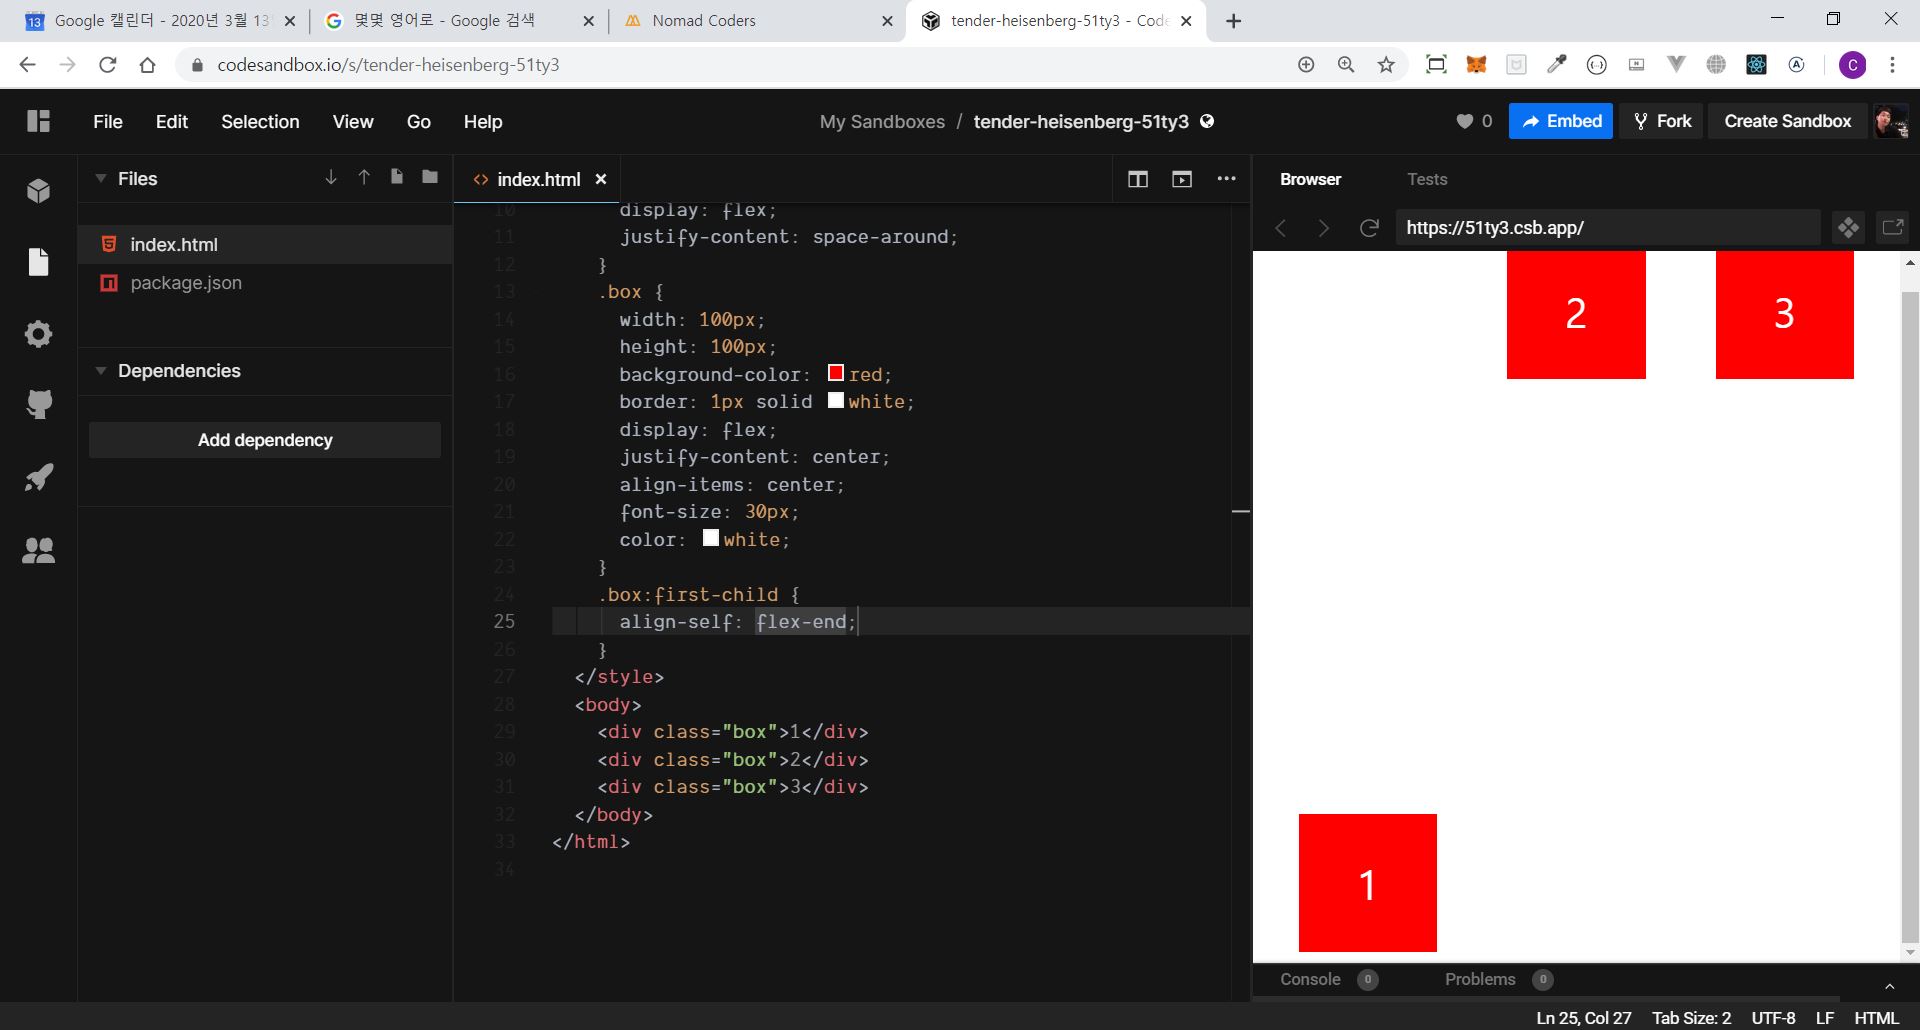 Google 캘린더 - 2020년 3월 13
몇몇 영어로 - Google 검색
Nomad Coders
tender-heisenberg-51ty3 - Code
codesandbox.io/s/tender-heisenberg-51ty3
C
File Edit Selection View Go Help
My Sandboxes / tender-heisenberg-51ty3
0
Embed
Fork
Create Sandbox
Files
index.html
package.json
Dependencies
Add dependency
index.html
10 display: flex;
11 justify-content: space-around;
12 }
13 .box {
14 width: 100px;
15 height: 100px;
16 background-color: red;
17 border: 1px solid white;
18 display: flex;
19 justify-content: center;
20 align-items: center;
21 font-size: 30px;
22 color: white;
23 }
24 .box:first-child {
25 align-self: flex-end;
26 }
27 </style>
28 <body>
29 <div class="box">1</div>
30 <div class="box">2</div>
31 <div class="box">3</div>
32 </body>
33 </html>
34
Browser Tests
https://51ty3.csb.app/
2 3
1
Console 0 Problems 0
Ln 25, Col 27 Tab Size: 2 UTF-8 LF HTML